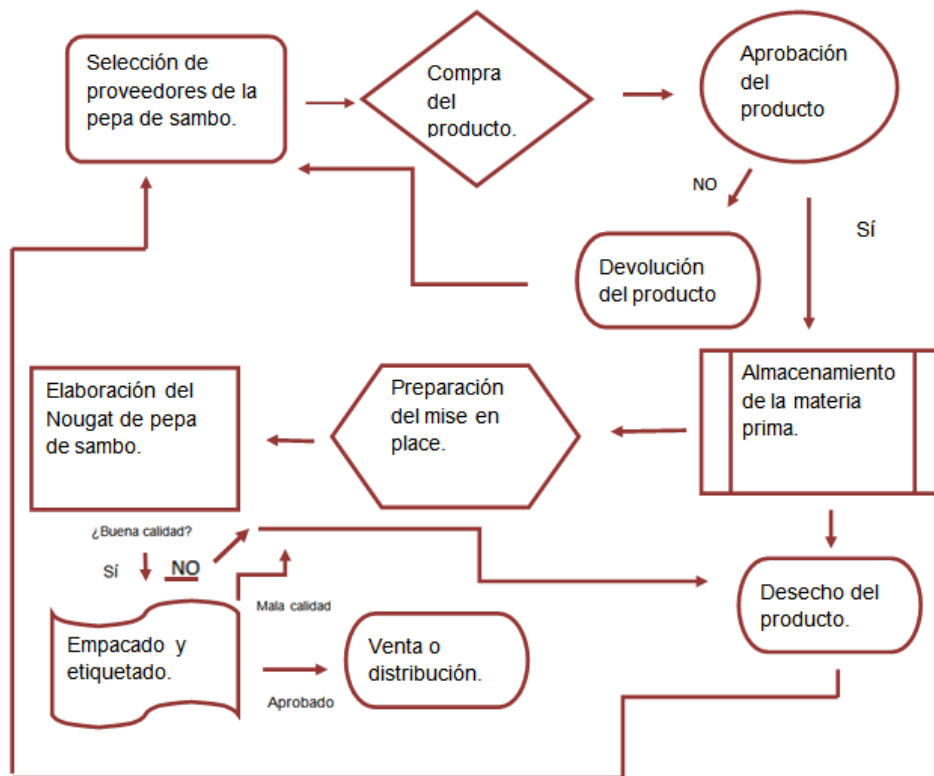 Selección de
proveedores de la
pepa de sambo.
Compra
del
producto.
Aprobación
del
producto
NO
Sí
Devolución
del producto
Elaboración del
Nougat de pepa
de sambo.
Preparación
del mise en
place.
Almacenamiento
de la materia
prima.
¿Buena calidad?
Sí
NO
Mala calidad
Desecho del
producto.
Empacado y
etiquetado.
Venta o
distribución.
Aprobado